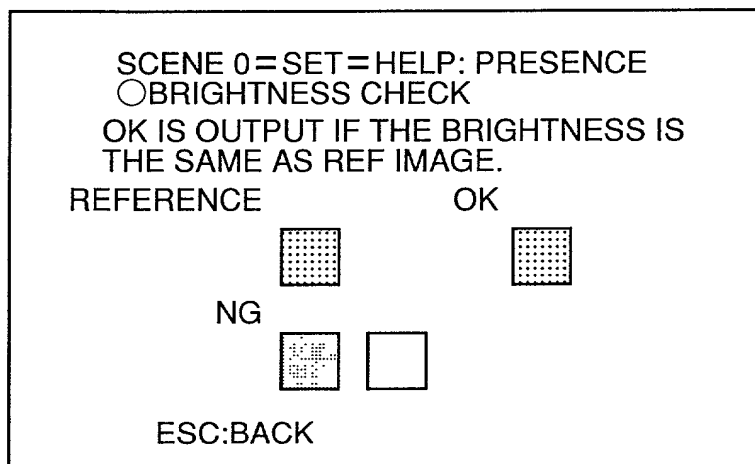 SCENE 0=SET=HELP: PRESENCE
○BRIGHTNESS CHECK
OK IS OUTPUT IF THE BRIGHTNESS IS
THE SAME AS REF IMAGE.
REFERENCE OK
NG
ESC:BACK